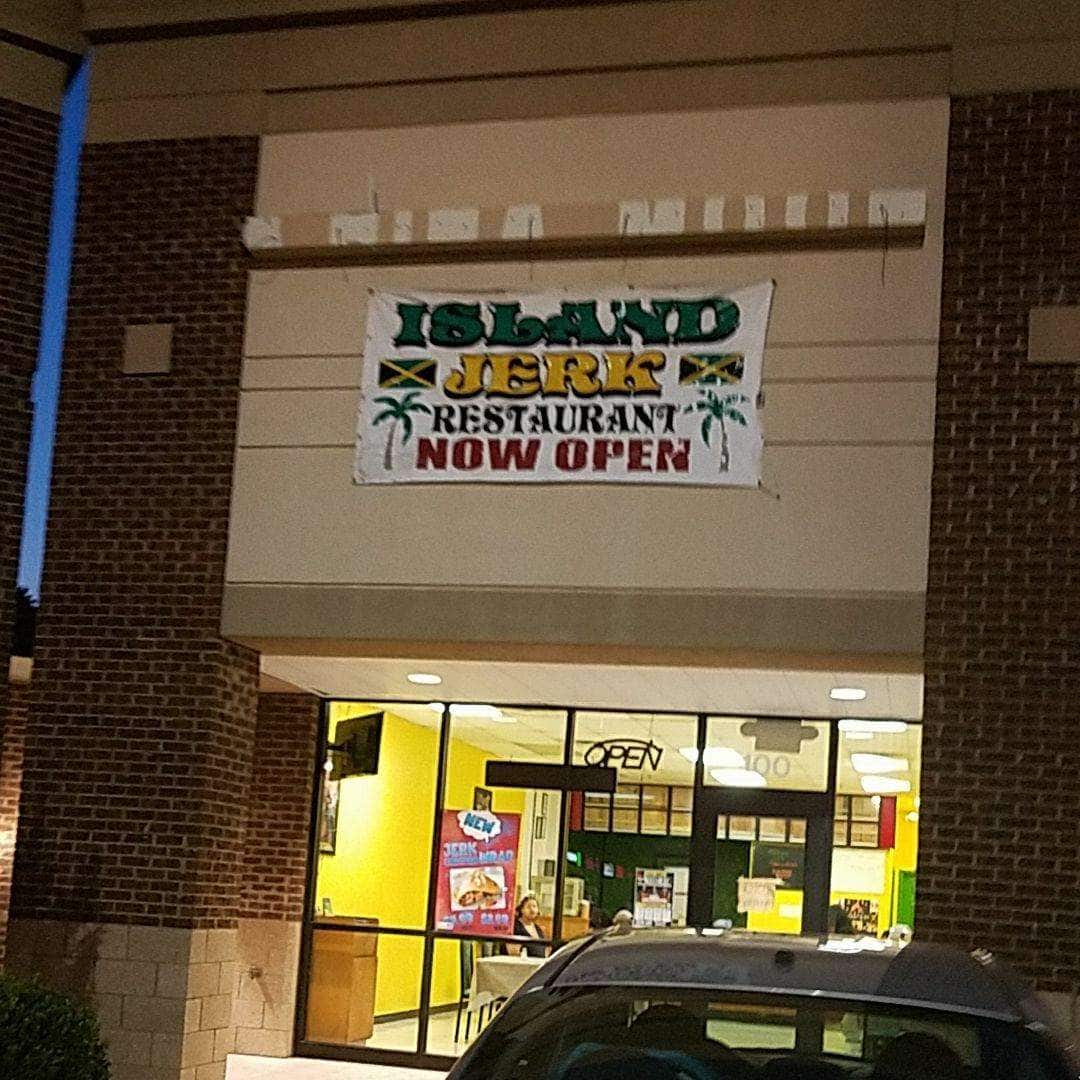 ISLAND
JERK
RESTAURANT
NOW OPEN
OPEN
100
NEW
JERK
WRAP